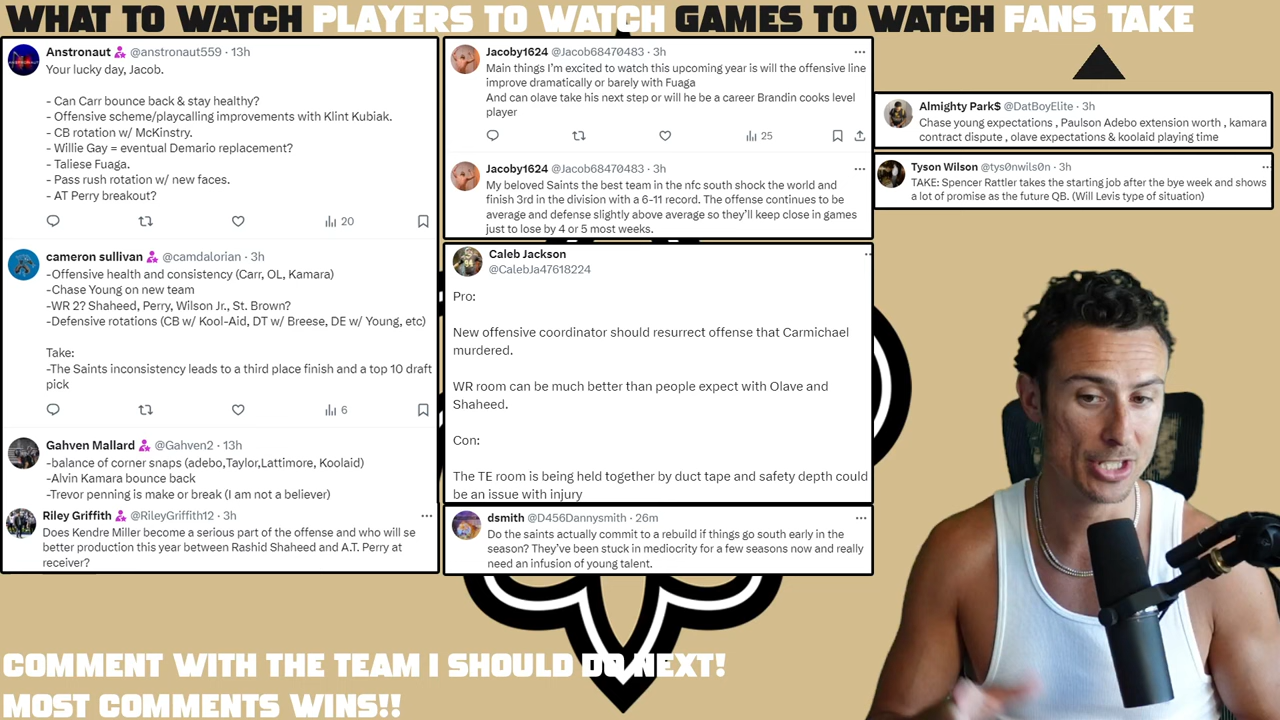 WHAT TO WATCH PLAYERS TO WATCH GAMES TO WATCH FANS TAKE
Anstronaut @anstronaut559 · 13h
Your lucky day, Jacob.
- Can Carr bounce back & stay healthy?
- Offensive scheme/playcalling improvements with Klint Kubiak.
- CB rotation w/ McKinstry.
- Willie Gay = eventual Demario replacement?
- Taliese Fuaga.
- Pass rush rotation w/ new faces.
- AT Perry breakout?
20
cameron sullivan @camdalorian · 3h
-Offensive health and consistency (Carr, OL, Kamara)
-Chase Young on new team
-WR 2? Shaheed, Perry, Wilson Jr., St. Brown?
-Defensive rotations (CB w/ Kool-Aid, DT w/ Breese, DE w/ Young, etc)
Take:
-The Saints inconsistency leads to a third place finish and a top 10 draft
pick
6
Gahven Mallard @Gahven2 · 13h
-balance of corner snaps (adebo,Taylor,Lattimore, Koolaid)
-Alvin Kamara bounce back
-Trevor penning is make or break (I am not a believer)
Riley Griffith @RileyGriffith12 · 3h
Does Kendre Miller become a serious part of the offense and who will se
better production this year between Rashid Shaheed and A.T. Perry at
receiver?
Jacoby1624 @Jacob68470483 · 3h
Main things I'm excited to watch this upcoming year is will the offensive line
improve dramatically or barely with Fuaga
And can olave take his next step or will he be a career Brandin cooks level
player
25
Jacoby1624 @Jacob68470483 · 3h
My beloved Saints the best team in the nfc south shock the world and
finish 3rd in the division with a 6-11 record. The offense continues to
be average and defense slightly above average so they'll keep close in games
just to lose by 4 or 5 most weeks.
Caleb Jackson
@CalebJa47618224
Pro:
New offensive coordinator should resurrect offense that Carmichael
murdered.
WR room can be much better than people expect with Olave and
Shaheed.
Con:
The TE room is being held together by duct tape and safety depth could
be an issue with injury
dsmith @D456Dannysmith · 26m
Do the saints actually commit to a rebuild if things go south early in the
season? They've been stuck in mediocrity for a few seasons now and really
need an infusion of young talent.
Almighty Park$ @DatBoyElite · 3h
Chase young expectations , Paulson Adebo extension worth , kamara
contract dispute , olave expectations & koolaid playing time
Tyson Wilson @tys0nwils0n · 3h
TAKE: Spencer Rattler takes the starting job after the bye week and shows
a lot of promise as the future QB. (Will Levis type of situation)
COMMENT WITH THE TEAM I SHOULD DO NEXT!
MOST COMMENTS WINS!!